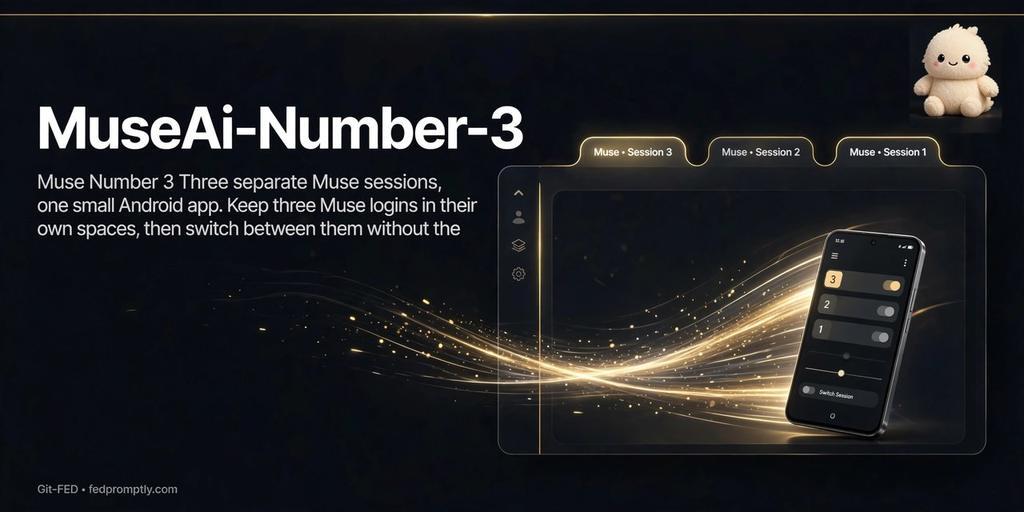 MuseAi-Number-3
Muse Number 3 Three separate Muse sessions,
one small Android app. Keep three Muse logins in their
own spaces, then switch between them without the
Muse • Session 3
Muse • Session 2
Muse • Session 1
3
2
1
Switch Session
Git-FED • fedpromptly.com